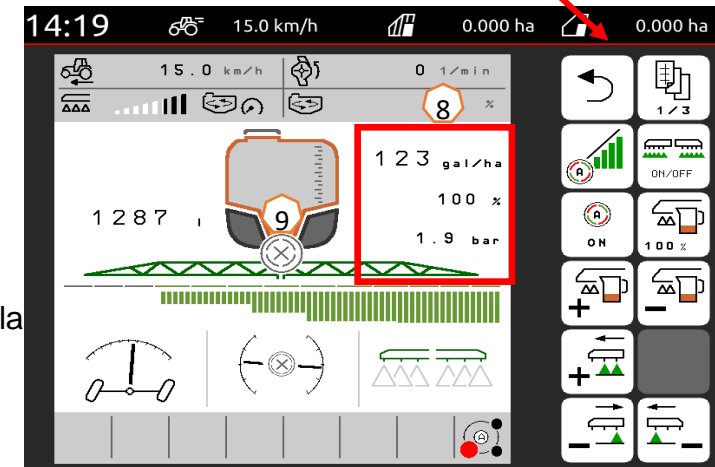 14:19 15.0 km/h 0.000 ha 0.000 ha
15.0 km/h 0 1/min
8 %
1/3
123 gal/ha
A ON/OFF
100 %
1287 l 9
A ON 100 %
1.9 bar
la
+ −
+
A
− −